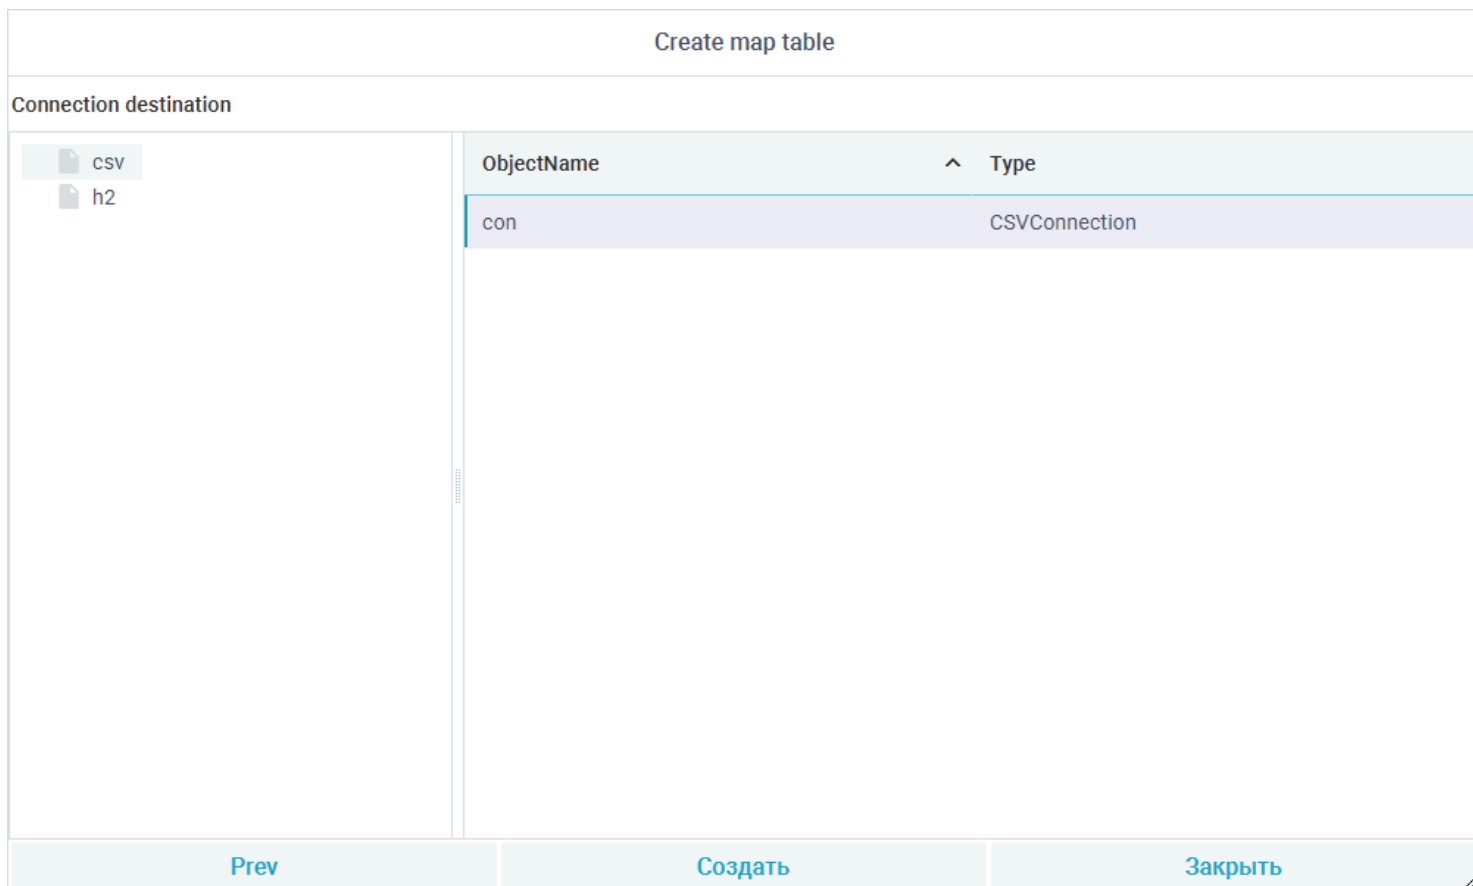 Create map table
Connection destination
csv
h2
ObjectName Type
con CSVConnection
Prev Создать Закрыть